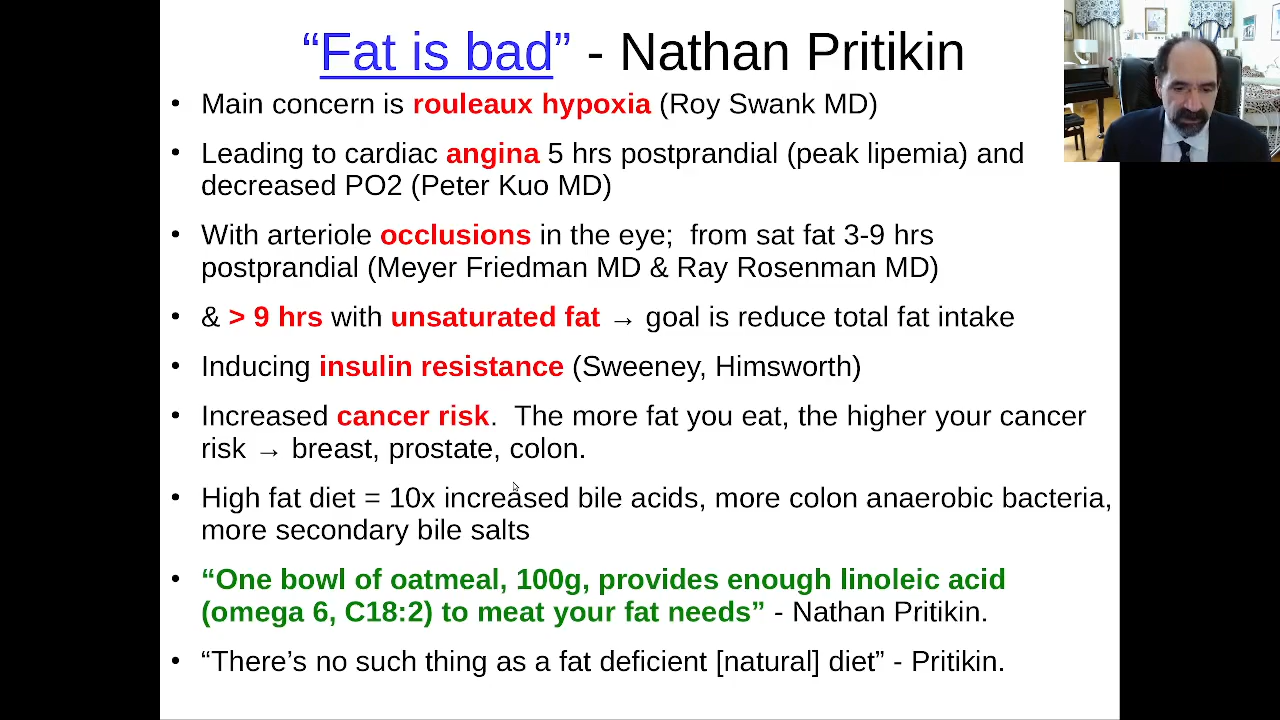 “Fat is bad” - Nathan Pritikin
• Main concern is rouleaux hypoxia (Roy Swank MD)
• Leading to cardiac angina 5 hrs postprandial (peak lipemia) and
decreased PO2 (Peter Kuo MD)
• With arteriole occlusions in the eye;  from sat fat 3-9 hrs
postprandial (Meyer Friedman MD & Ray Rosenman MD)
• & > 9 hrs with unsaturated fat → goal is reduce total fat intake
• Inducing insulin resistance (Sweeney, Himsworth)
• Increased cancer risk.  The more fat you eat, the higher your cancer
risk → breast, prostate, colon.
• High fat diet = 10x increased bile acids, more colon anaerobic bacteria,
more secondary bile salts
• “One bowl of oatmeal, 100g, provides enough linoleic acid
(omega 6, C18:2) to meat your fat needs” - Nathan Pritikin.
• “There’s no such thing as a fat deficient [natural] diet” - Pritikin.